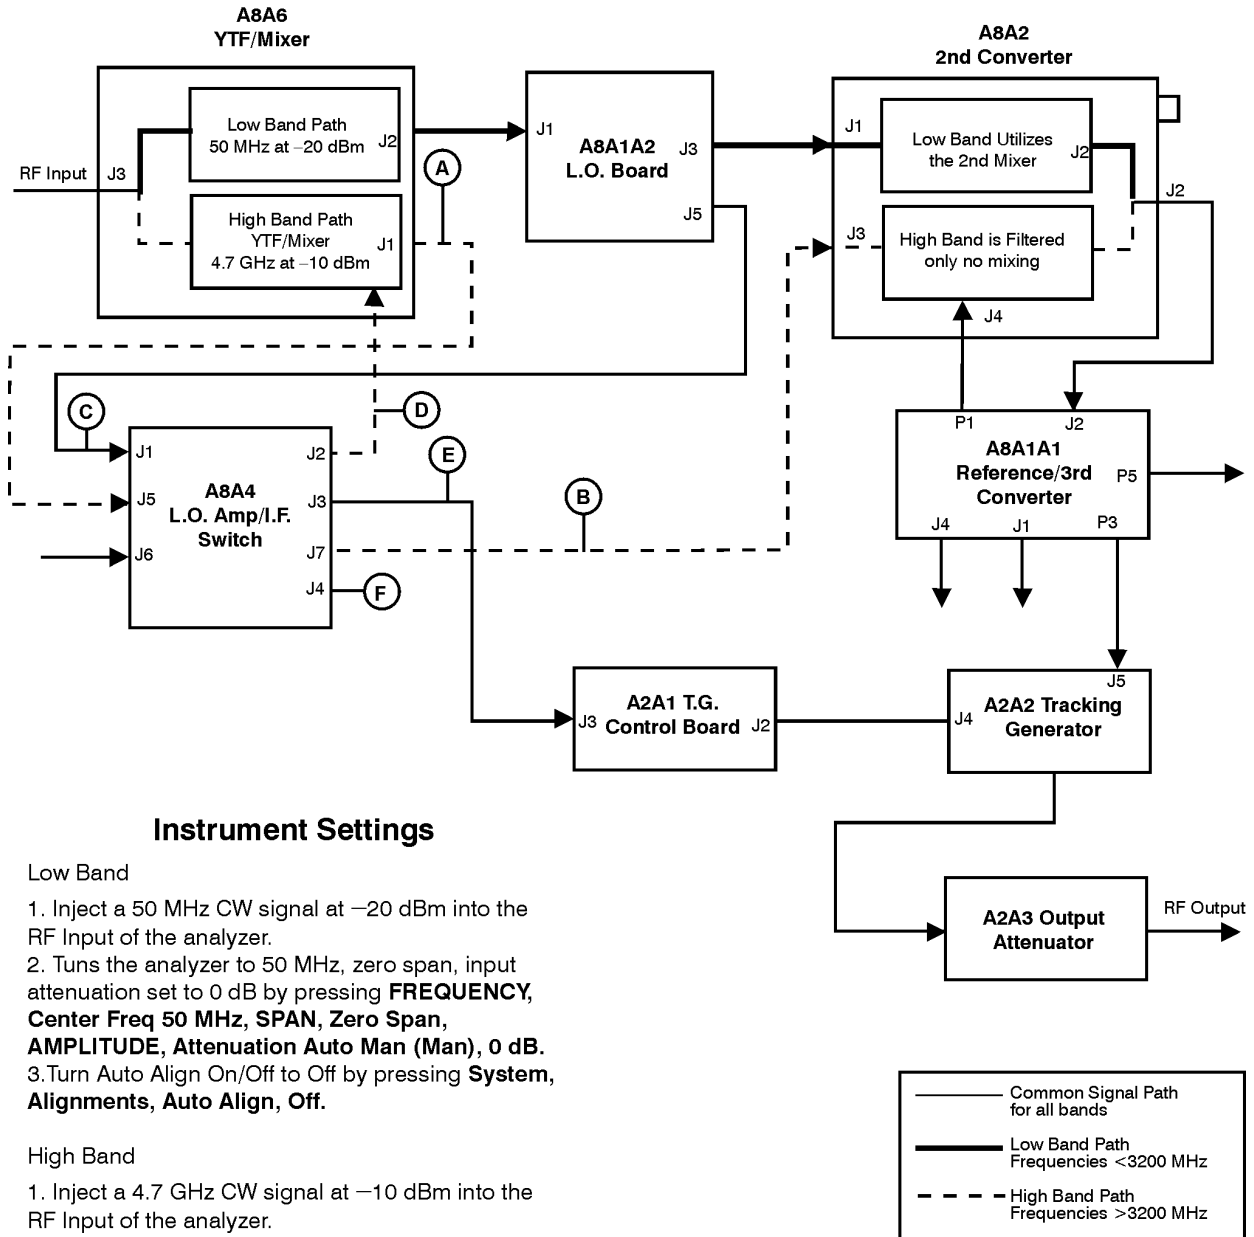 A8A6
YTF/Mixer
A8A2
2nd Converter
Low Band Path
50 MHz at –20 dBm
J2
RF Input
J3
High Band Path
YTF/Mixer
4.7 GHz at –10 dBm
J1
A
J1
A8A1A2
L.O. Board
J3
J5
J1
Low Band Utilizes
the 2nd Mixer
J2
J2
J3
High Band is Filtered
only no mixing
J4
C
D
E
B
F
J1
J2
J5
A8A4
L.O. Amp/I.F.
Switch
J3
J6
J7
J4
P1
J2
A8A1A1
Reference/3rd
Converter
P5
J4
J1
P3
J3
A2A1 T.G.
Control Board
J2
J5
J4
A2A2 Tracking
Generator
A2A3 Output
Attenuator
RF Output
Instrument Settings
Low Band
1. Inject a 50 MHz CW signal at –20 dBm into the
RF Input of the analyzer.
2. Tuns the analyzer to 50 MHz, zero span, input
attenuation set to 0 dB by pressing FREQUENCY,
Center Freq 50 MHz, SPAN, Zero Span,
AMPLITUDE, Attenuation Auto Man (Man), 0 dB.
3.Turn Auto Align On/Off to Off by pressing System,
Alignments, Auto Align, Off.
High Band
1. Inject a 4.7 GHz CW signal at –10 dBm into the
RF Input of the analyzer.
Common Signal Path
for all bands
Low Band Path
Frequencies <3200 MHz
High Band Path
Frequencies >3200 MHz